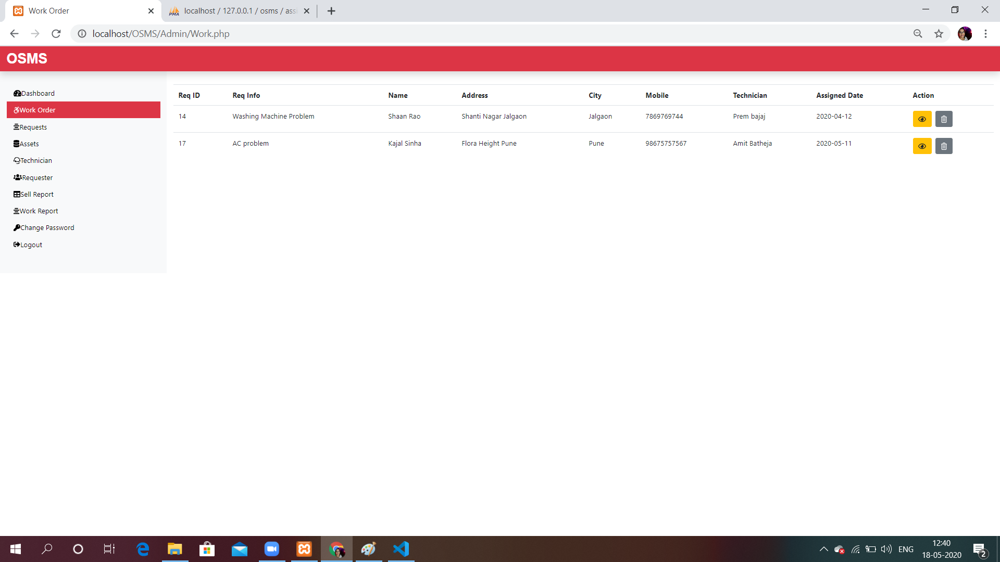 Work Order
localhost / 127.0.0.1 / osms / assi
localhost/OSMS/Admin/Work.php
OSMS
Dashboard
Work Order
Requests
Assets
Technician
Requester
Sell Report
Work Report
Change Password
Logout
Req ID Req Info Name Address City Mobile Technician Assigned Date Action
14 Washing Machine Problem Shaan Rao Shanti Nagar Jalgaon Jalgaon 7869769744 Prem bajaj 2020-04-12
17 AC problem Kajal Sinha Flora Height Pune Pune 98675757567 Amit Batheja 2020-05-11
ENG
12:40
18-05-2020
2
PMA